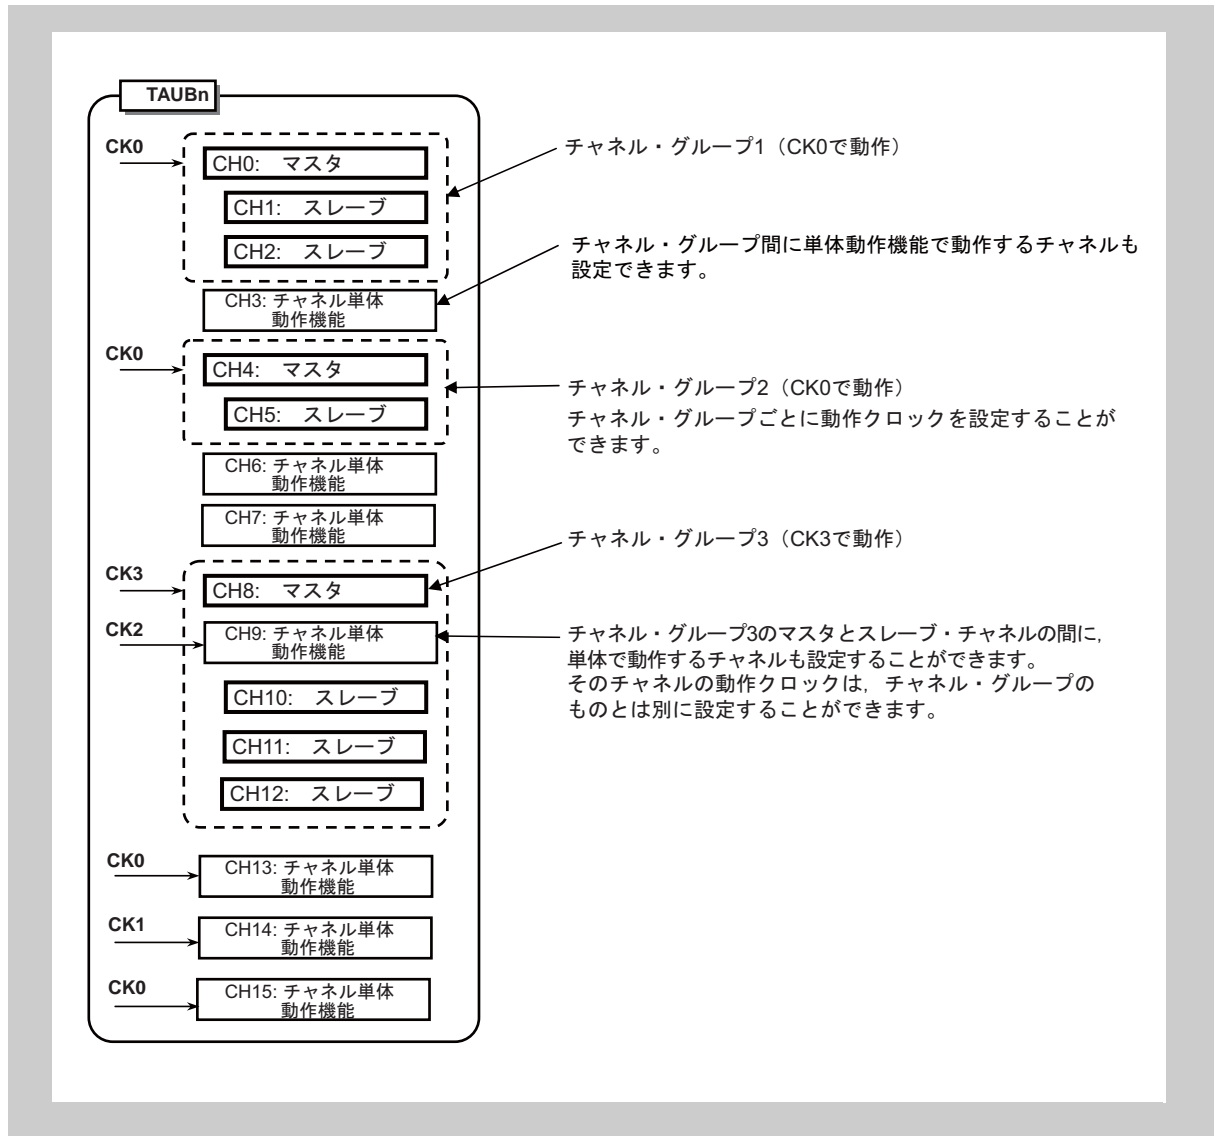 TAUBn
CK0
CH0: マスタ
チャネル・グループ1（CK0で動作）
CH1: スレーブ
CH2: スレーブ
チャネル・グループ間に単体動作機能で動作するチャネルも
設定できます。
CH3: チャネル単体
動作機能
CK0
CH4: マスタ
チャネル・グループ2（CK0で動作）
チャネル・グループごとに動作クロックを設定することが
できます。
CH5: スレーブ
CH6: チャネル単体
動作機能
CH7: チャネル単体
動作機能
チャネル・グループ3（CK3で動作）
CK3
CH8: マスタ
CK2
CH9: チャネル単体
動作機能
チャネル・グループ3のマスタとスレーブ・チャネルの間に,
単体で動作するチャネルも設定することができます。
そのチャネルの動作クロックは, チャネル・グループの
ものとは別に設定することができます。
CH10: スレーブ
CH11: スレーブ
CH12: スレーブ
CK0
CH13: チャネル単体
動作機能
CK1
CH14: チャネル単体
動作機能
CK0
CH15: チャネル単体
動作機能